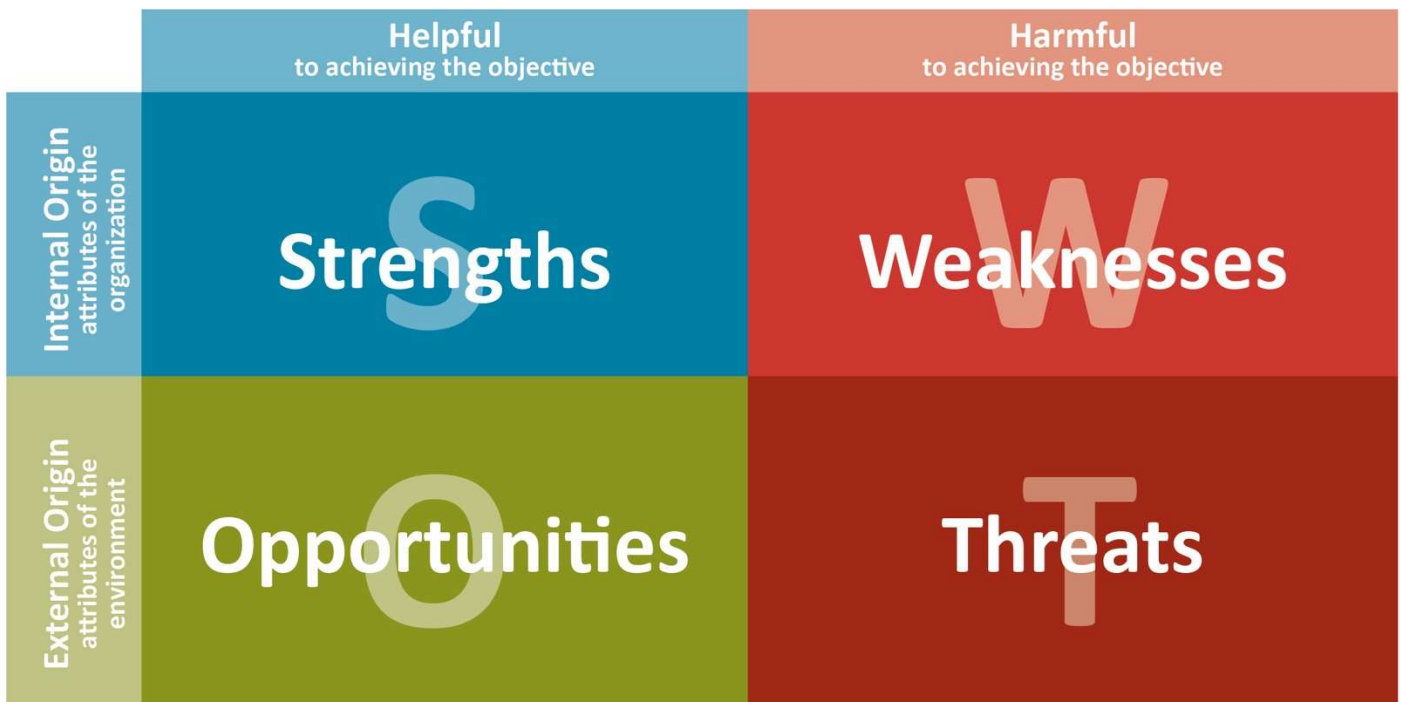 Helpful
to achieving the objective
Harmful
to achieving the objective
Internal Origin
attributes of the
organization
S
Strengths
W
Weaknesses
External Origin
attributes of the
environment
O
Opportunities
T
Threats